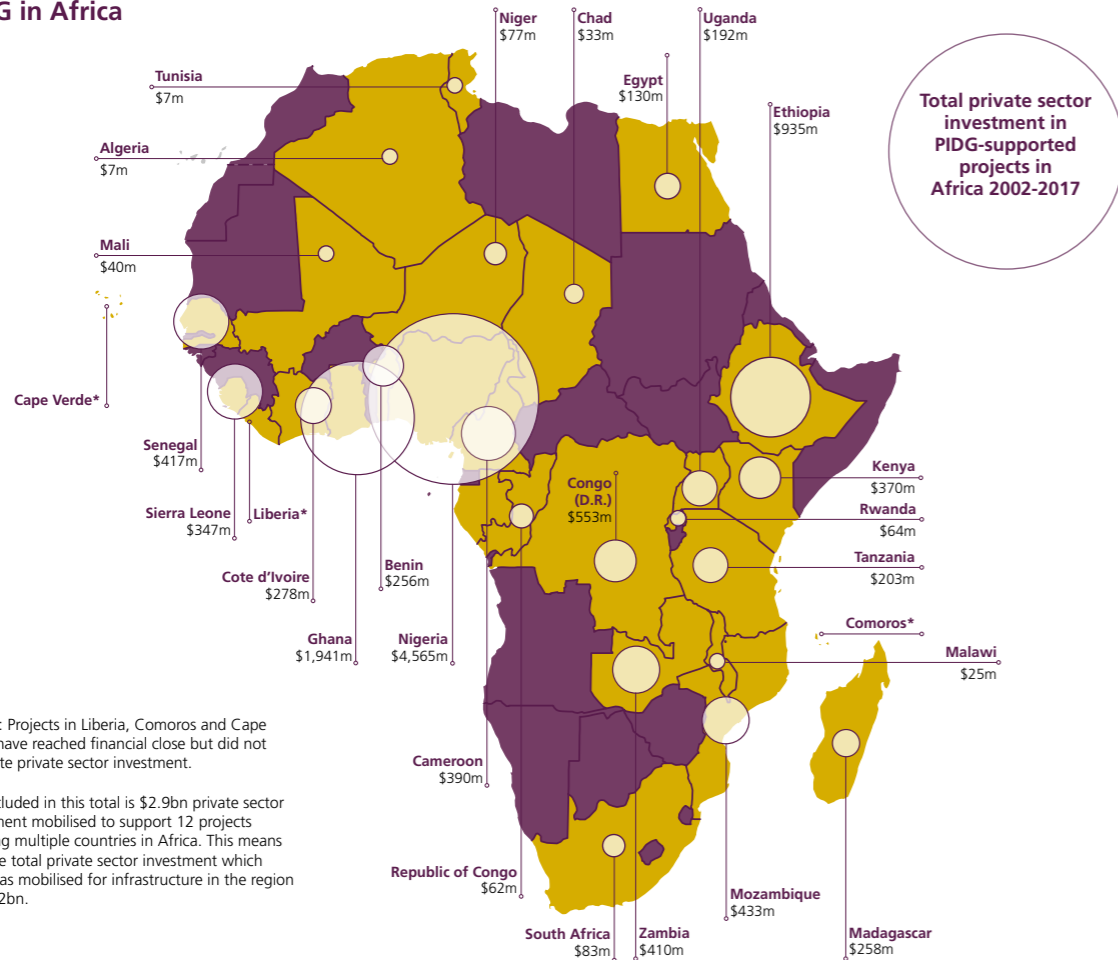 G in Africa
Niger
$77m
Chad
$33m
Uganda
$192m
Egypt
$130m
Tunisia
$7m
Ethiopia
$935m
Total private sector
investment in
PIDG-supported
projects in
Africa 2002-2017
Algeria
$7m
Mali
$40m
Cape Verde*
Senegal
$417m
Sierra Leone
$347m
Liberia*
Cote d’Ivoire
$278m
Benin
$256m
Ghana
$1,941m
Nigeria
$4,565m
Congo
(D.R.)
$553m
Kenya
$370m
Rwanda
$64m
Tanzania
$203m
Comoros*
Malawi
$25m
: Projects in Liberia, Comoros and Cape
have reached financial close but did not
te private sector investment.
cluded in this total is $2.9bn private sector
ment mobilised to support 12 projects
g multiple countries in Africa. This means
e total private sector investment which
as mobilised for infrastructure in the region
2bn.
Cameroon
$390m
Republic of Congo
$62m
South Africa
$83m
Zambia
$410m
Mozambique
$433m
Madagascar
$258m